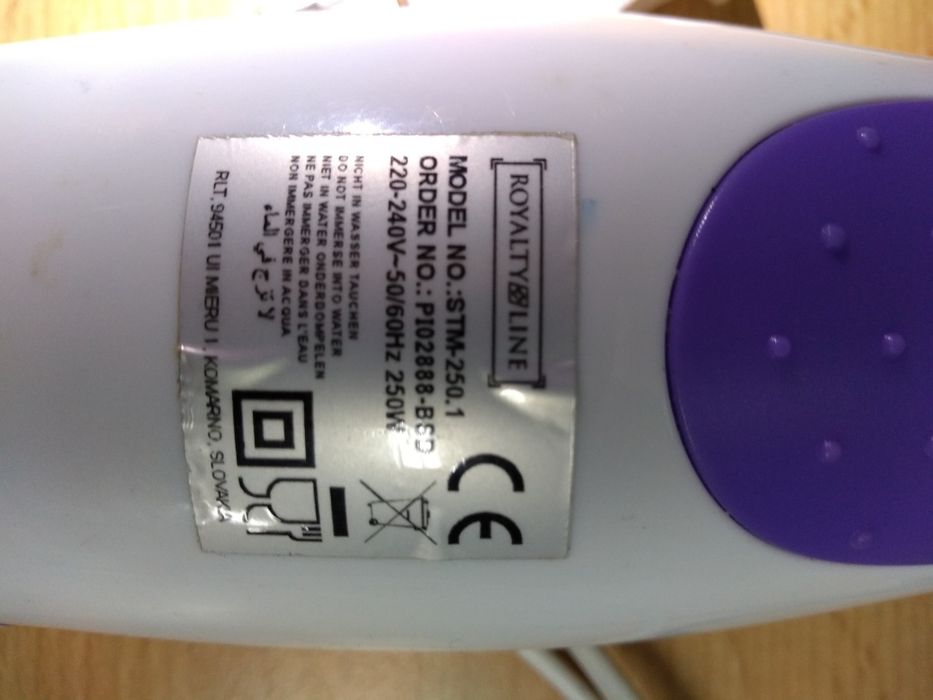 ROYALTY LINE
MODEL NO.:STM-250.1
ORDER NO.: PI02888-BSD
220-240V~50/60Hz 250W
NICHT IN WASSER TAUCHEN
DO NOT IMMERSE INTO WATER
NIET IN WATER ONDERDOMPELEN
NE PAS IMMERGER DANS L'EAU
NON IMMERGERE IN ACQUA
في الماء
RLT, 94501 UI MIERU 1, KOMARNO, SLOVAKIA
CE